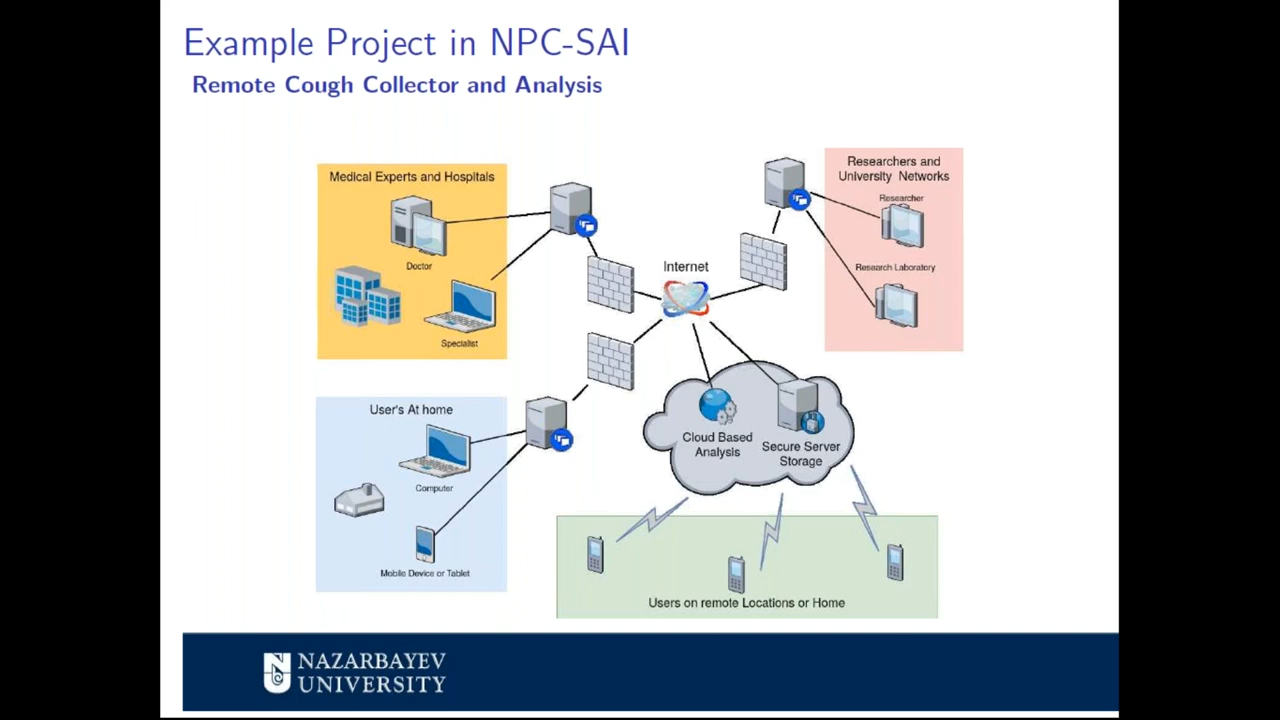 Example Project in NPC-SAI
Remote Cough Collector and Analysis
Medical Experts and Hospitals
Doctor
Specialist
Internet
Researchers and
University Networks
Researcher
Research Laboratory
User's At home
Computer
Mobile Device or Tablet
Cloud Based
Analysis
Secure Server
Storage
Users on remote Locations or Home
NAZARBAYEV
UNIVERSITY